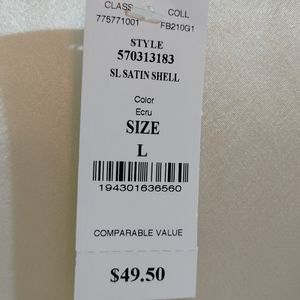 CLASS COLL
775771001 FB210G1
STYLE
570313183
SL SATIN SHELL
Color
Ecru
SIZE
L
194301636560
COMPARABLE VALUE
$49.50